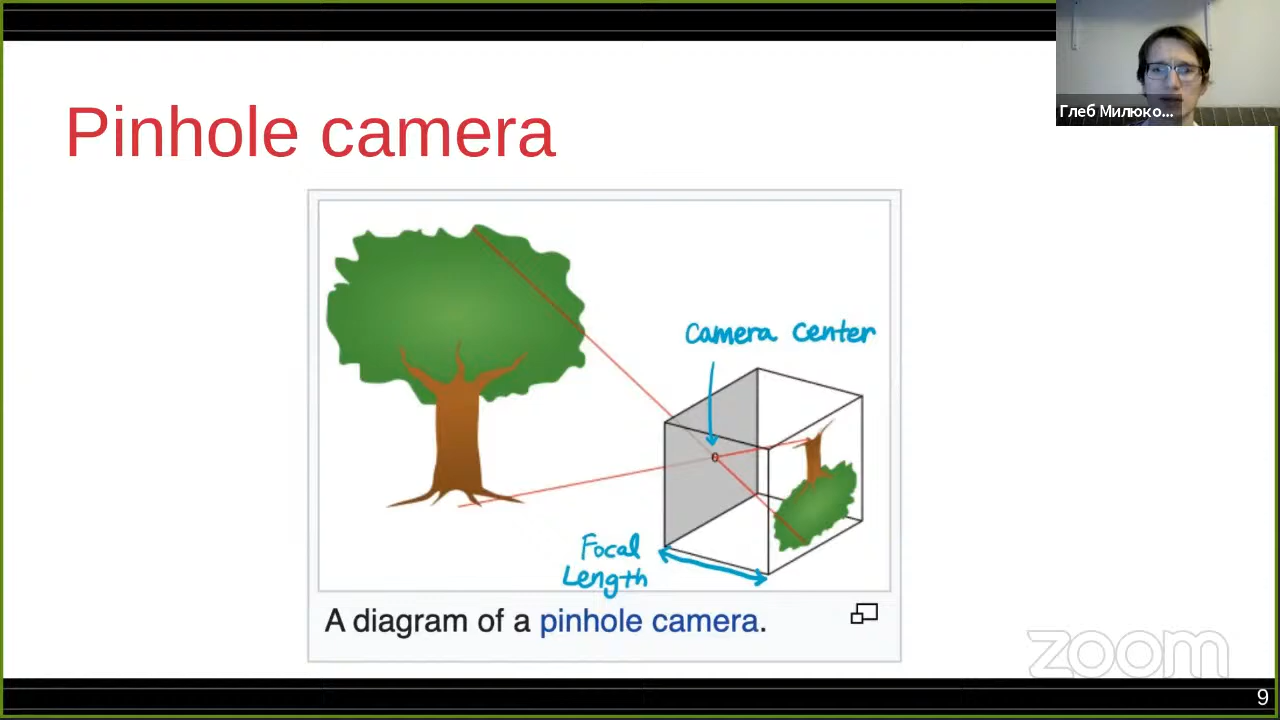 Глеб Милюко...
Pinhole camera
Camera Center
Focal
Length
A diagram of a pinhole camera.
zoom
9